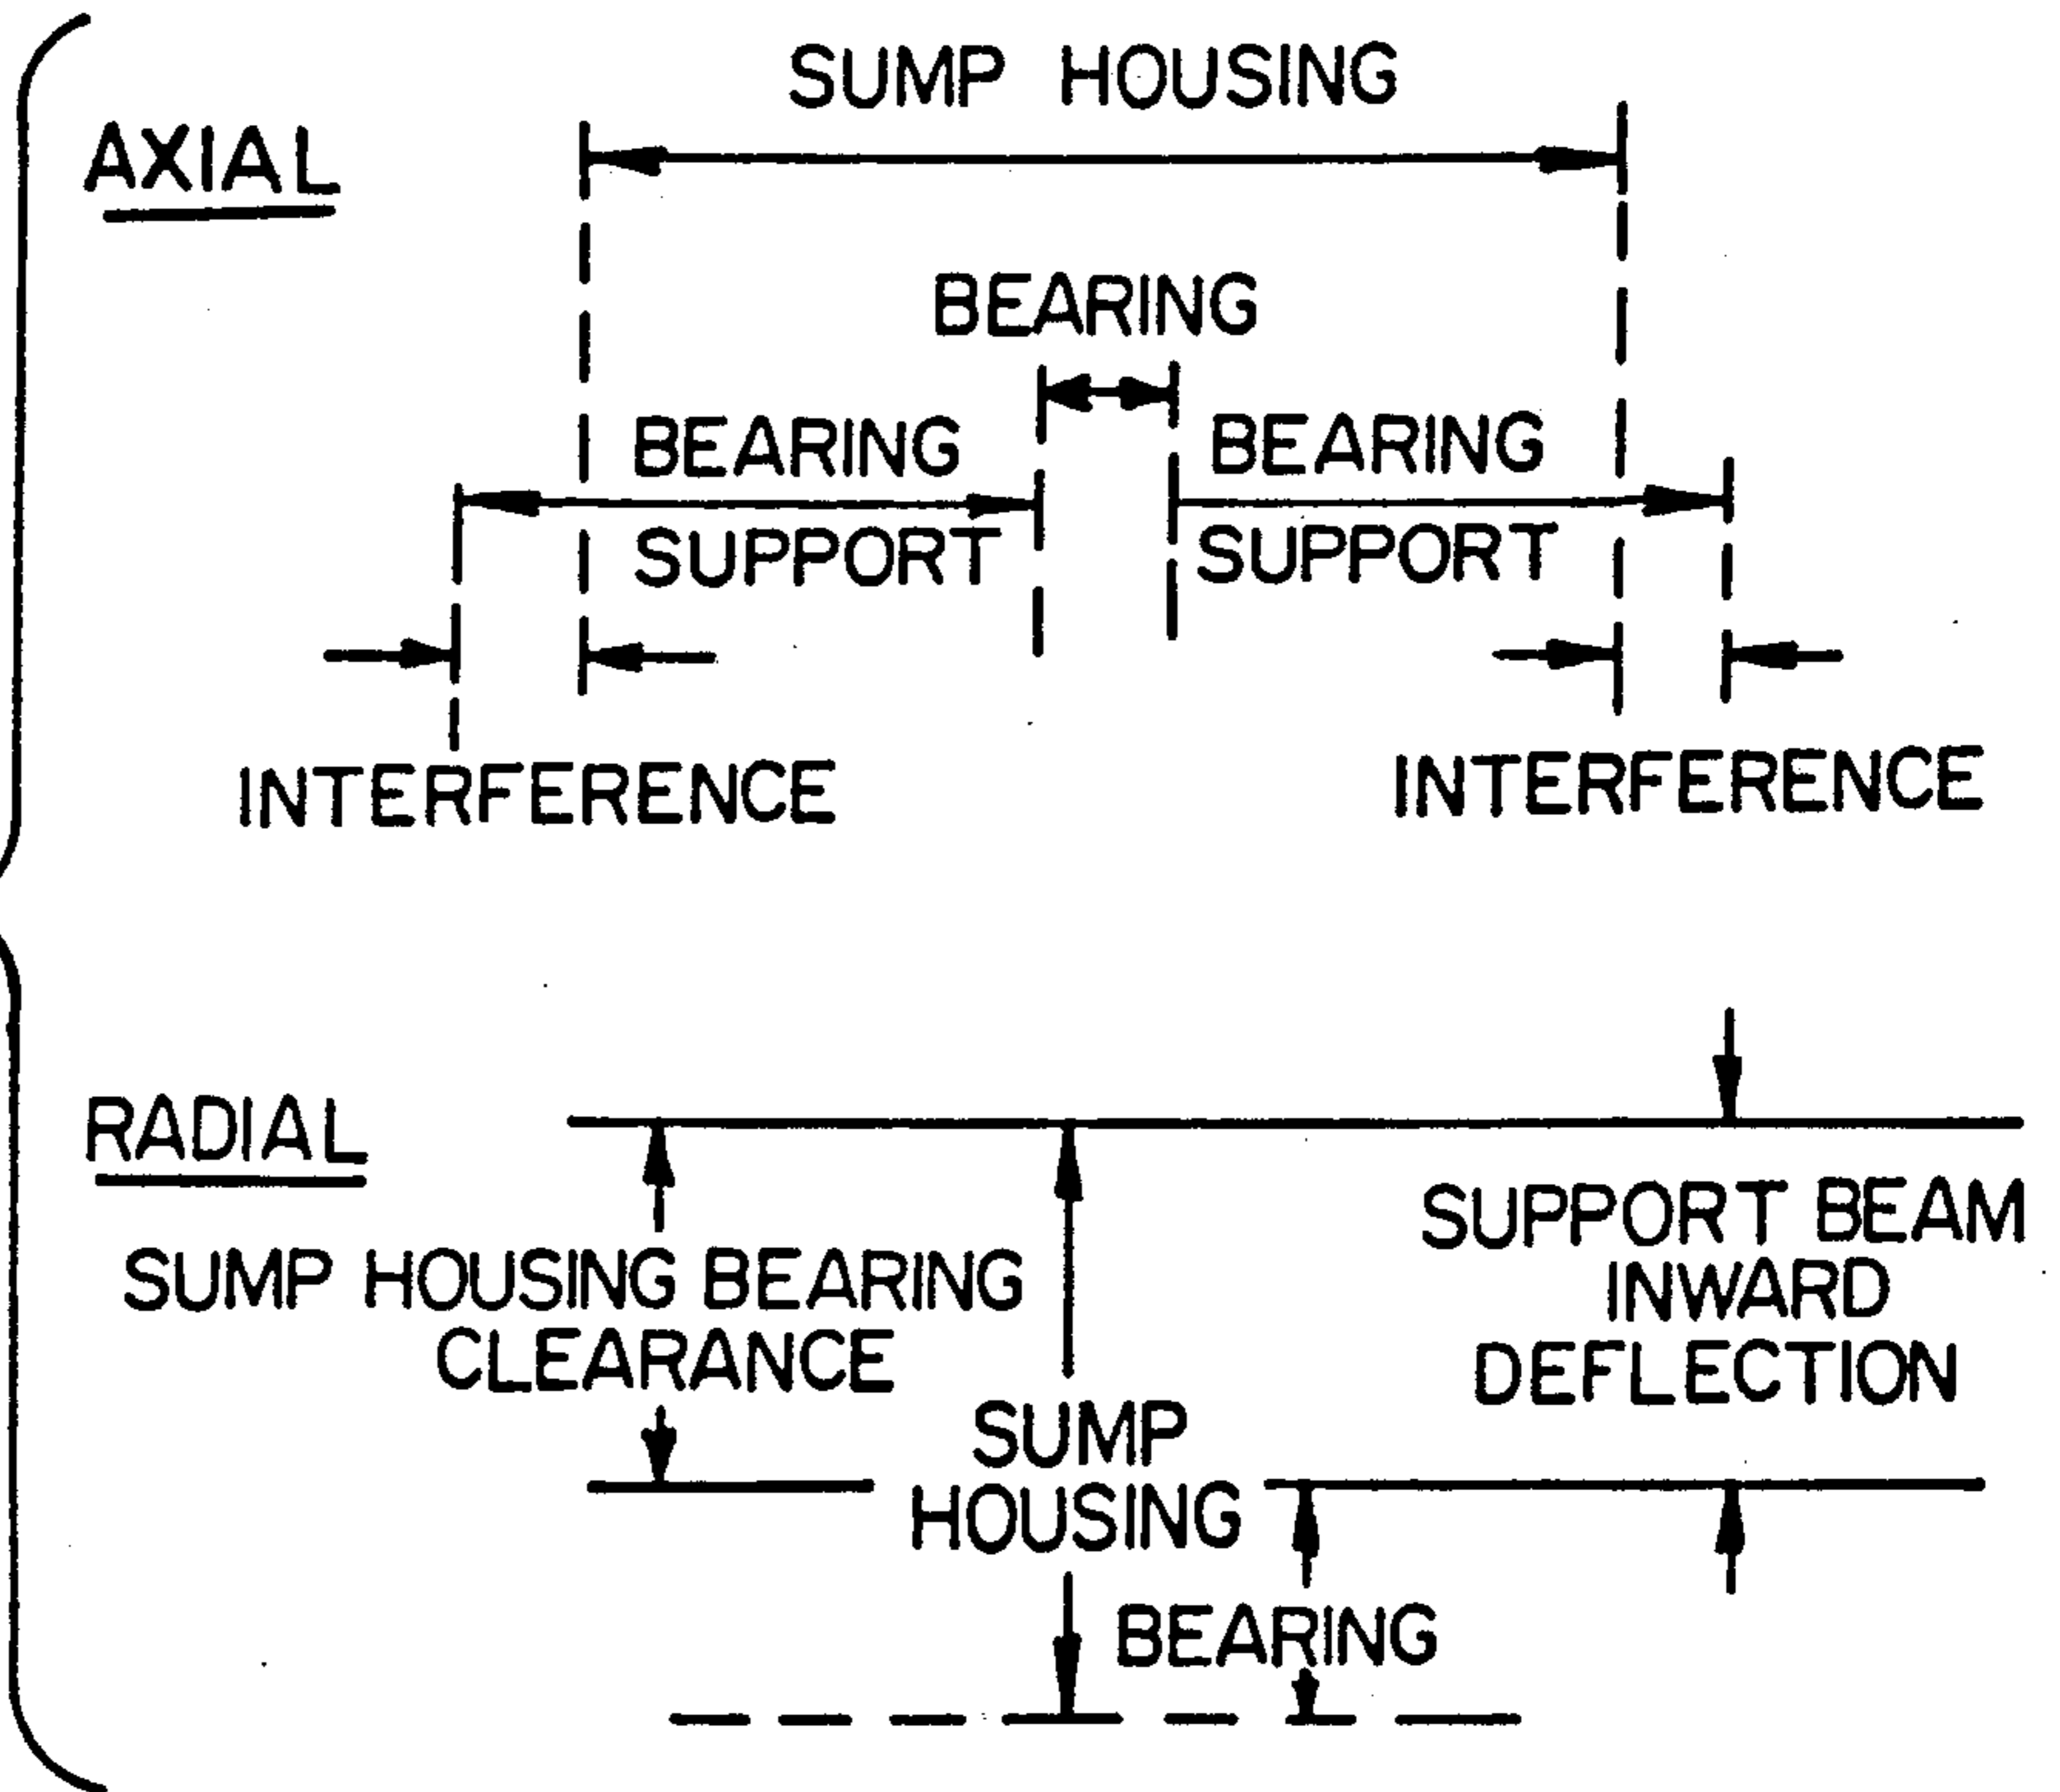 SUMP HOUSING
AXIAL
BEARING
BEARING
SUPPORT
BEARING
SUPPORT
INTERFERENCE
INTERFERENCE
RADIAL
SUMP HOUSING BEARING
CLEARANCE
SUPPORT BEAM
INWARD
DEFLECTION
SUMP
HOUSING
BEARING